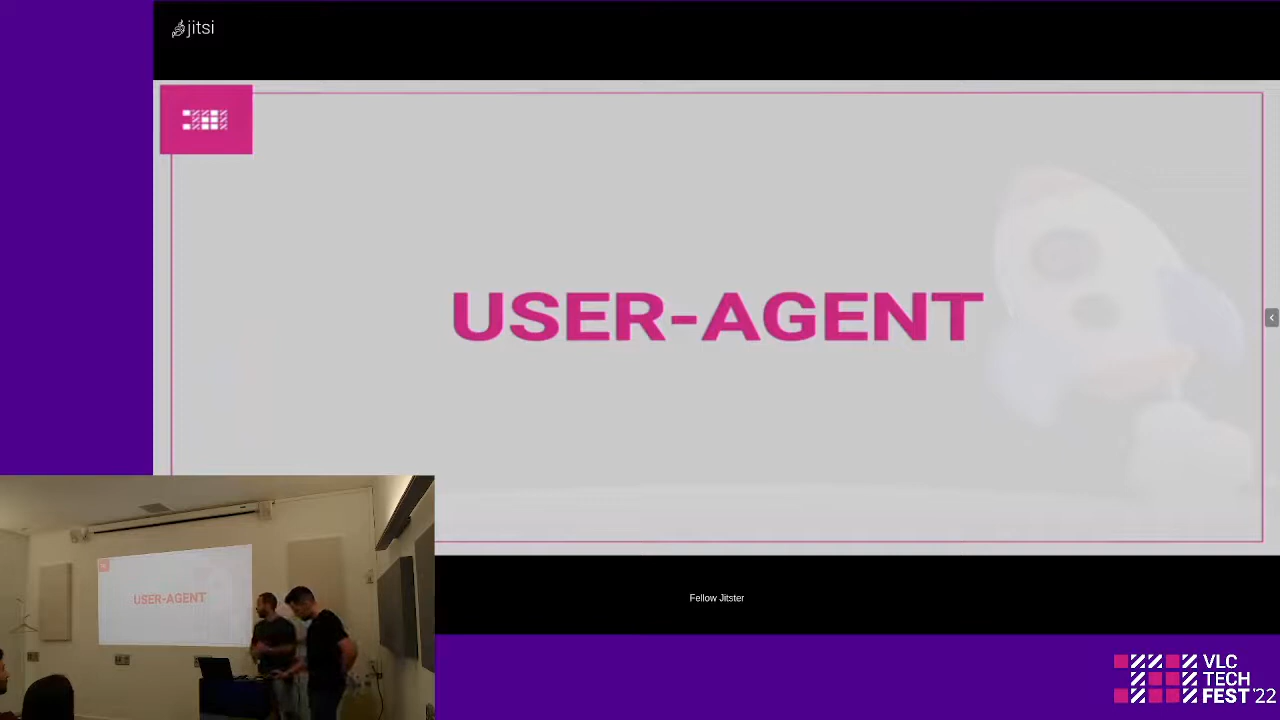 jitsi
USER-AGENT
USER-AGENT
Fellow Jitster
VLC
TECH
FEST'22